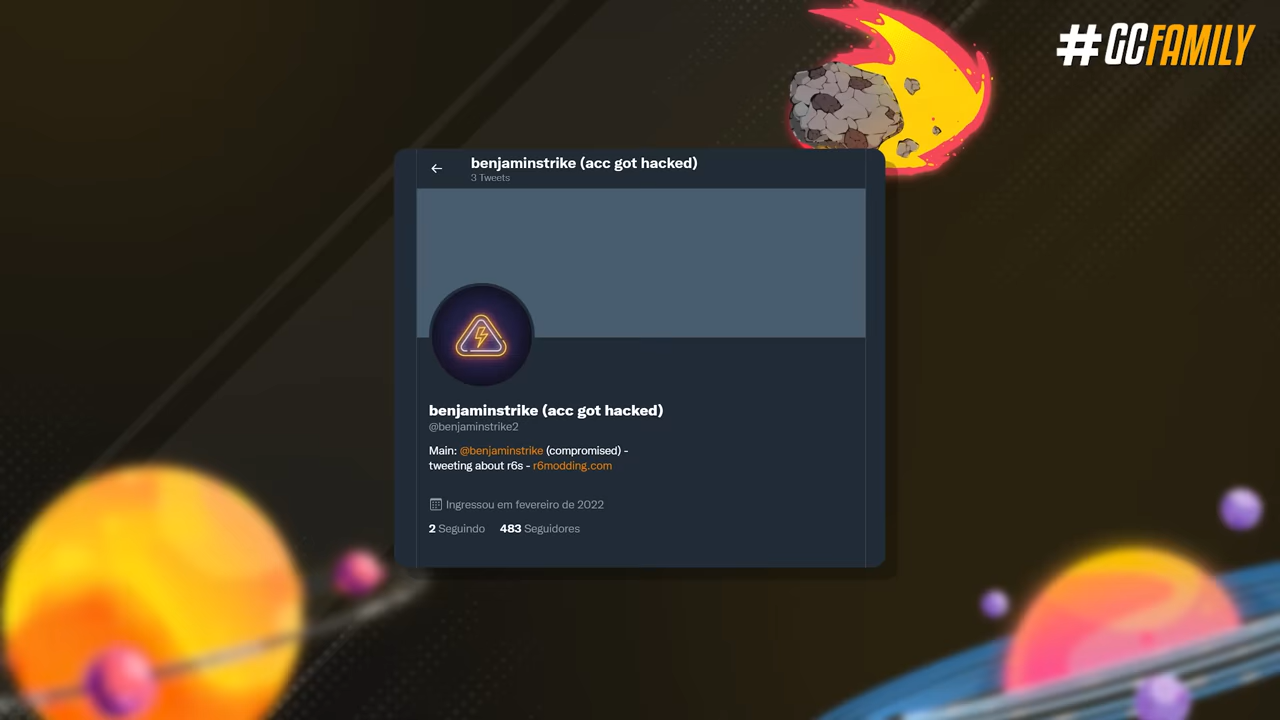 #GCFAMILY
benjaminstrike (acc got hacked)
3 Tweets
benjaminstrike (acc got hacked)
@benjaminstrike2
Main: @benjaminstrike (compromised) -
tweeting about r6s - r6modding.com
Ingressou em fevereiro de 2022
2 Seguindo 483 Seguidores